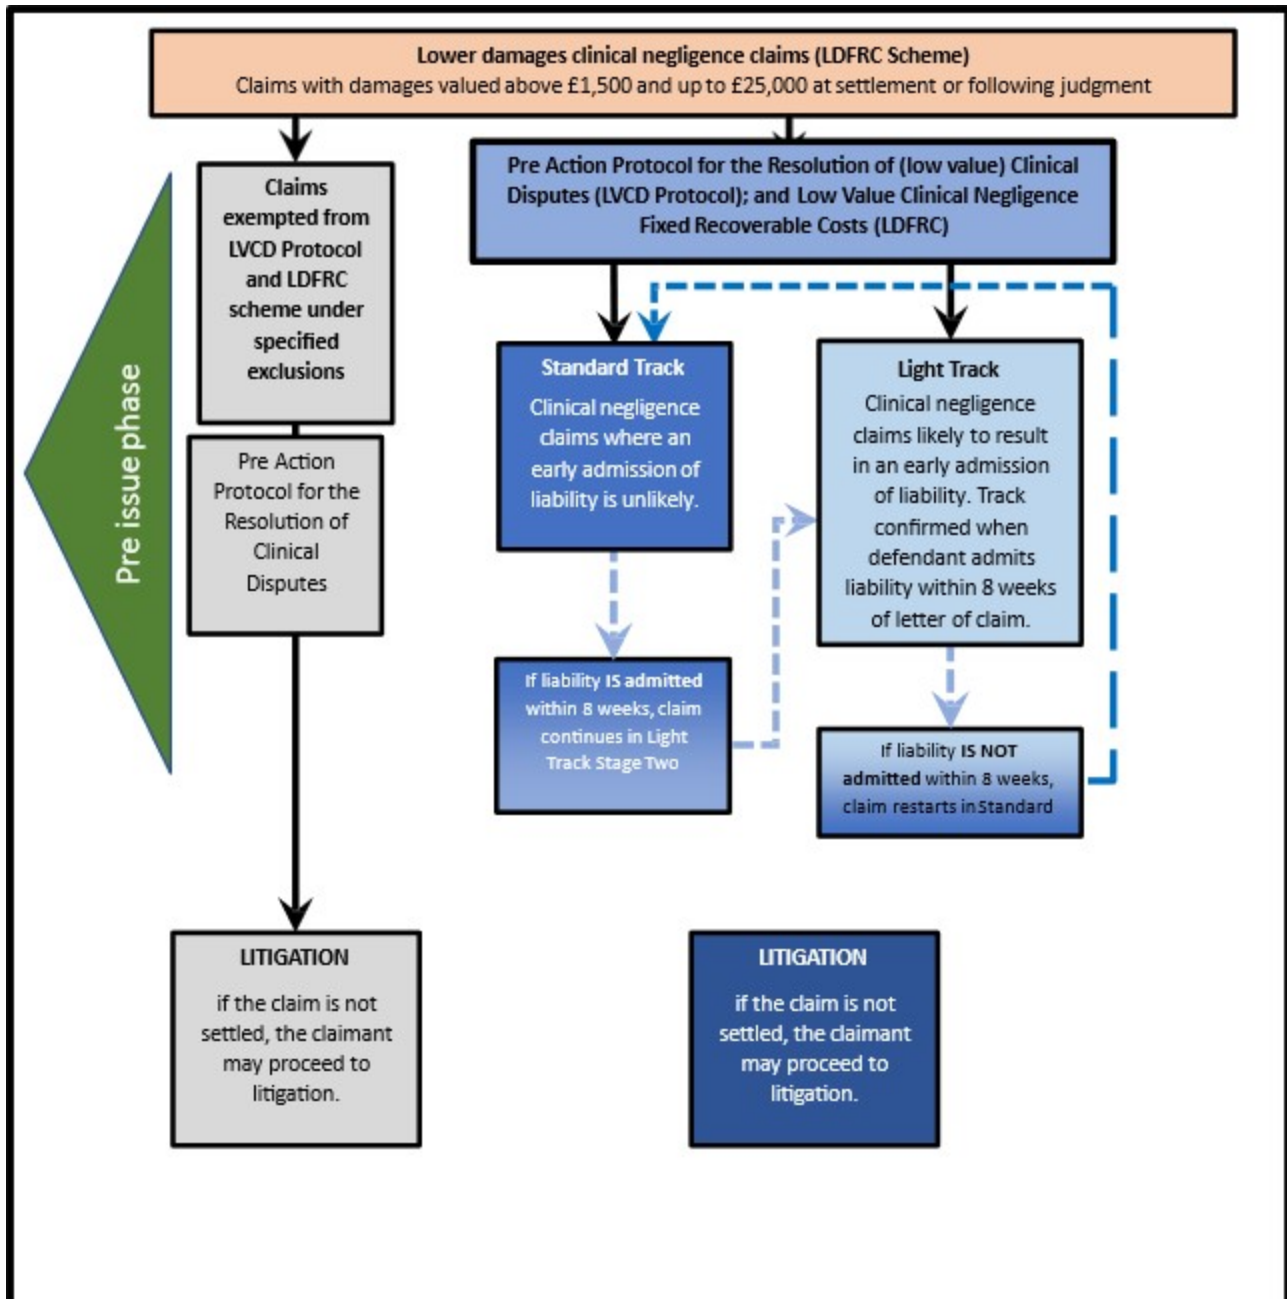 Lower damages clinical negligence claims (LDFRC Scheme)
Claims with damages valued above £1,500 and up to £25,000 at settlement or following judgment
Pre issue phase
Claims
exempted from
LVCD Protocol
and LDFRC
scheme under
specified
exclusions
Pre Action
Protocol for the
Resolution of
Clinical
Disputes
Pre Action Protocol for the Resolution of (low value) Clinical
Disputes (LVCD Protocol); and Low Value Clinical Negligence
Fixed Recoverable Costs (LDFRC)
Standard Track
Clinical negligence
claims where an
early admission of
liability is unlikely.
Light Track
Clinical negligence
claims likely to result
in an early admission
of liability. Track
confirmed when
defendant admits
liability within 8 weeks
of letter of claim.
If liability IS admitted
within 8 weeks, claim
continues in Light
Track Stage Two
If liability IS NOT
admitted within 8 weeks,
claim restarts in Standard
LITIGATION
if the claim is not
settled, the claimant
may proceed to
litigation.
LITIGATION
if the claim is not
settled, the claimant
may proceed to
litigation.